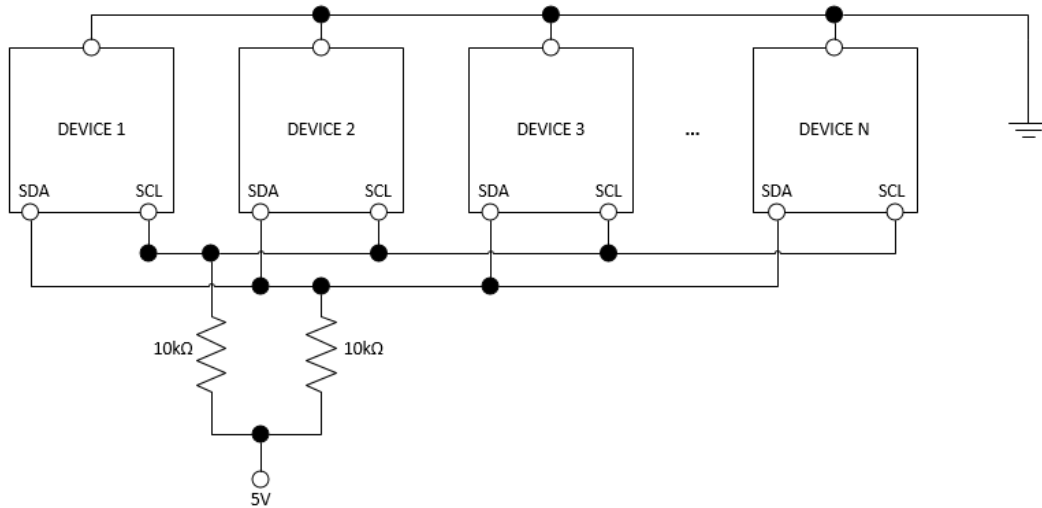 DEVICE 1
DEVICE 2
DEVICE 3
...
DEVICE N
SDA
SCL
SDA
SCL
SDA
SCL
SDA
SCL
10kΩ
10kΩ
5V